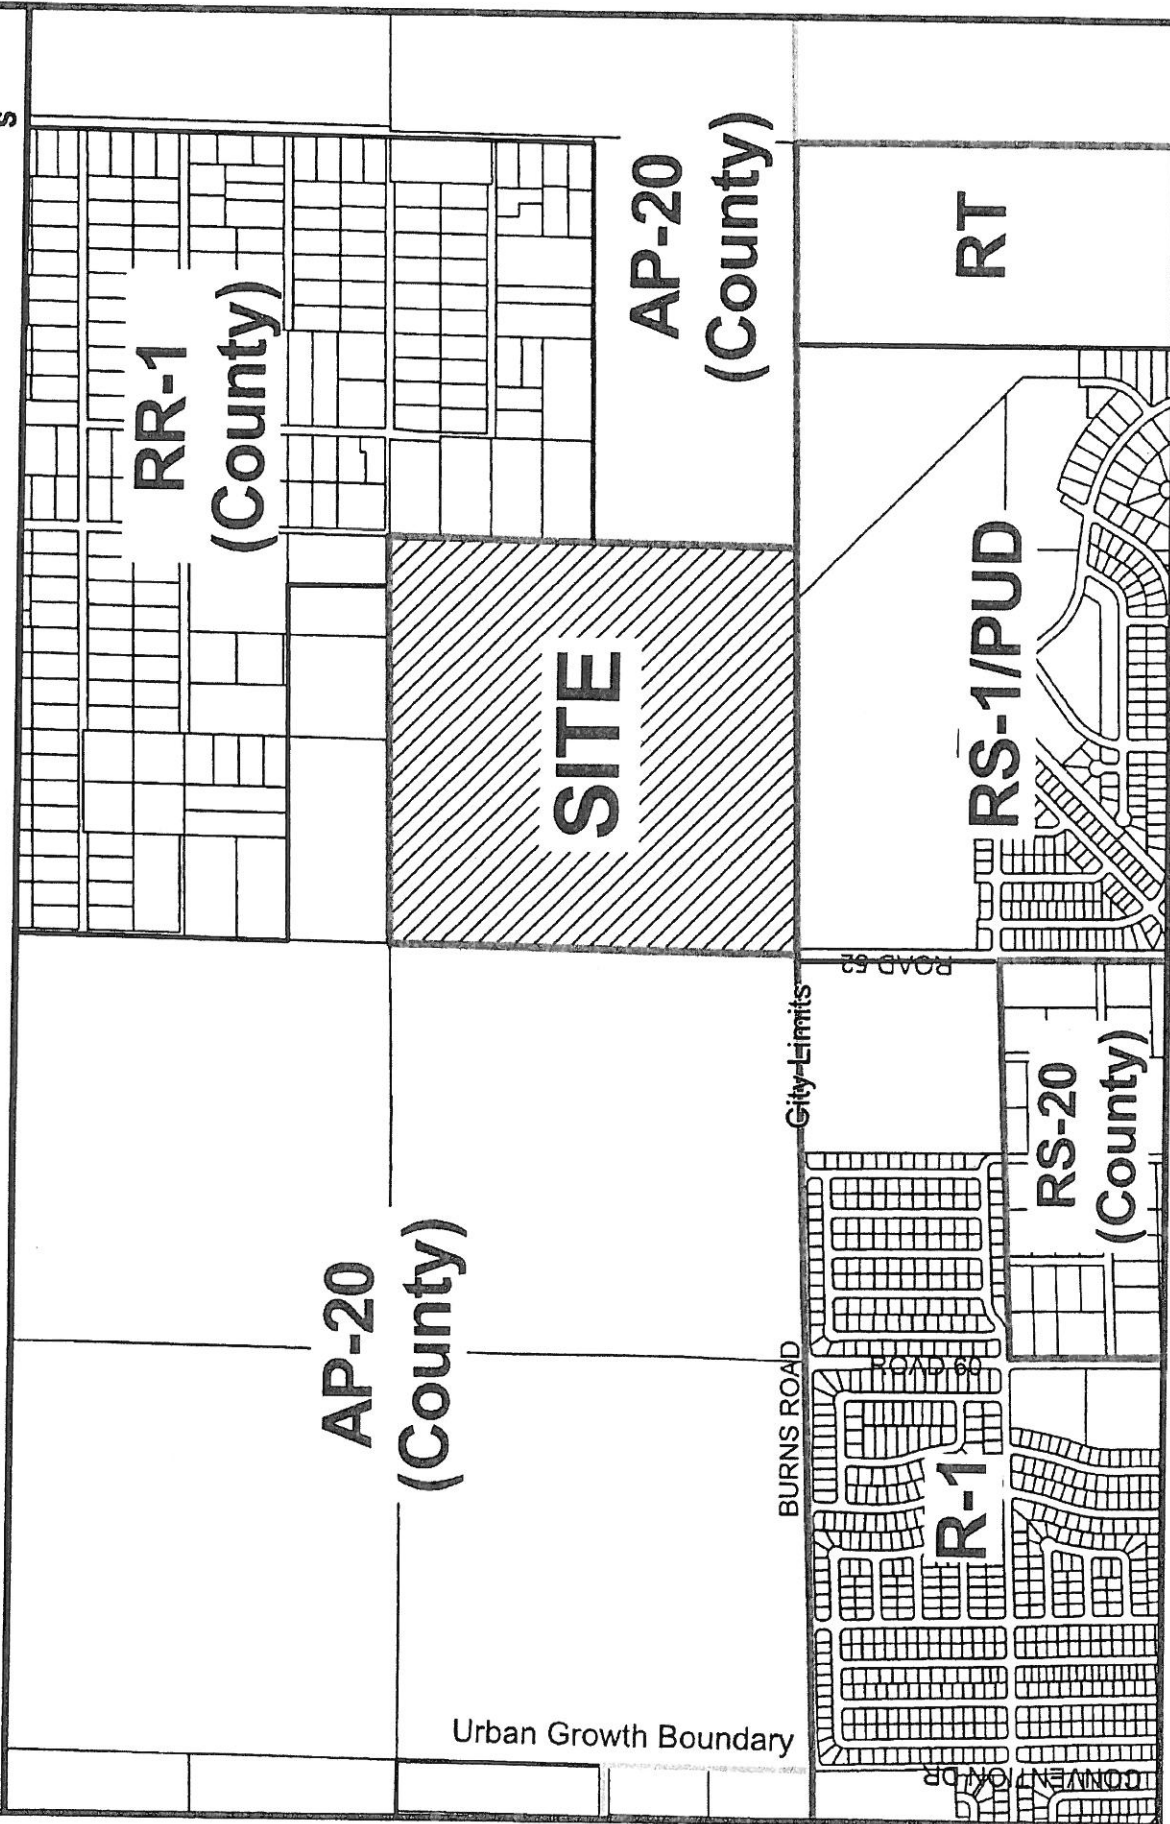 s
RR-1
(County)
AP-20
(County)
RT
SITE
RS-1/PUD
ROAD 52
City Limits
RS-20
(County)
AP-20
(County)
BURNS ROAD
ROAD 60
R-1
Urban Growth Boundary
CONVENTION DR